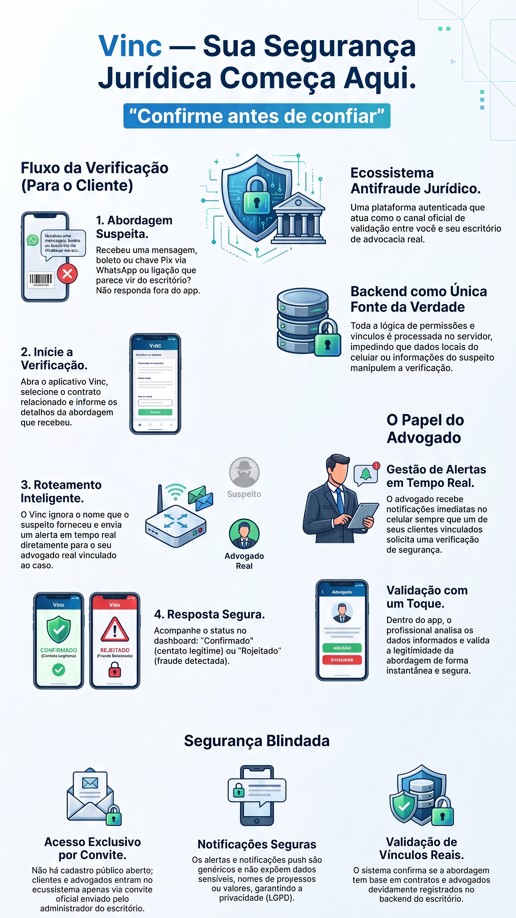 Vinc — Sua Segurança
Jurídica Começa Aqui.
“Confirme antes de confiar”
Fluxo da Verificação
(Para o Cliente)
1. Abordagem
Suspeita.
Recebeu uma mensagem,
boleto ou chave Pix via
WhatsApp ou ligação que
parece vir do escritório?
Não responda fora do app.
Ecossistema
Antifraude Jurídico.
Uma plataforma autenticada que
atua como o canal oficial de
validação entre você e seu escritório
de advocacia real.
Backend como Única
Fonte da Verdade
Toda a lógica de permissões e
vinculos é processada no servidor,
impedindo que dados locais do
celuiar ou informações do suspeito
manipulem a verificação.
2. Inície a
Verificação.
Abra o aplicativo Vinc,
selecione o contrato
relacionado e informe os
detalhos da abordagem
que recebeu.
Vinc
3. Roteamento
Inteligente.
O Vinc ignora o nome que o
suspeito forneceu e envia
um alerta em tempo real
diretamente para o seu
advogado real vinculado
ao caso.
Suspeito
Advogado
Real
O Papel do
Advogado
Gestão de Alertas
em Tempo Real.
O advogado recebe
notificações imediatas no
celular sempre que um de
seus clientes vinculados
solicita uma verificação
de segurança.
Vinc
CONFIRMADO
(Contata Legitima)
Vido
REJEITADO
4. Resposta Segura.
Acompanhe o status no
dashboard: "Confirmado"
(centato legitime) ou "Rojeitado"
(fraude detectada).
Advogado
Validação com
um Toque.
Dentro do app, o
profissional analisa os
dados informados e valida
a legitimidade da
abordagem de forma
instantânea e segura.
Segurança Blindada
Acesso Exclusivo
por Convite.
Não há cadastro público aberto;
clientes e advogados entram no
ecussistema apenas via convite
oficial enviado pelo
administrador do escritório.
Notificações Seguras
Os alertas e notificações push são
genéricos e não expõem dados
sensíveis, nomes de processos
ou valores, garantindo a
privacidade (LGPD).
Validação de
Vínculos Reais.
O sistema confirma se a abordagem
tem base em contratos e advogados
devidamente registrados no
backend do escritório.